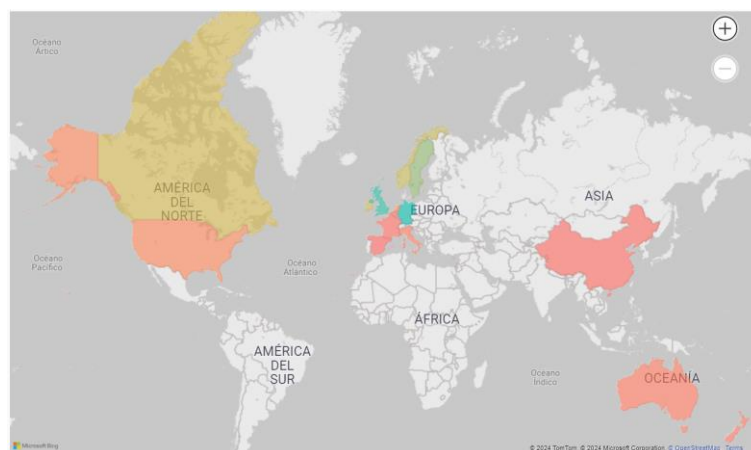 Océano
Ártico
+
−
AMÉRICA
DEL
NORTE
EUROPA
ASIA
Océano
Pacífico
Océano
Atlántico
ÁFRICA
AMÉRICA
DEL
SUR
Océano
Índico
OCEANÍA
Microsoft Bing
© 2024 TomTom, © 2024 Microsoft Corporation, © OpenStreetMap Terms